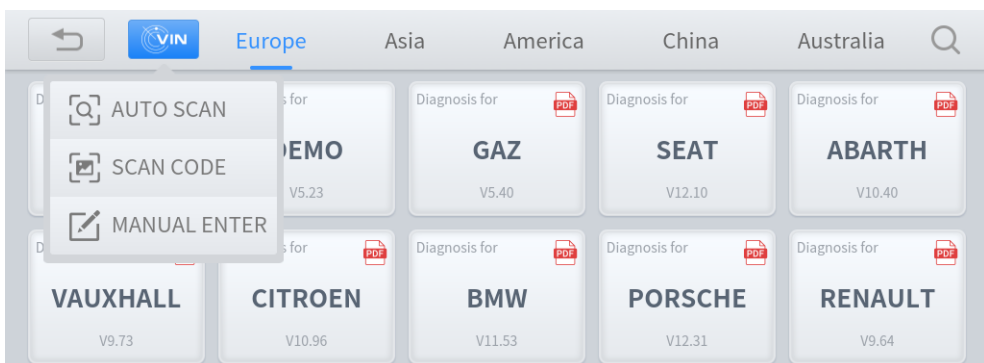 VIN
Europe
Asia
America
China
Australia
AUTO SCAN
SCAN CODE
MANUAL ENTER
Diagnosis for
PDF
GAZ
V5.40
Diagnosis for
PDF
SEAT
V12.10
Diagnosis for
PDF
ABARTH
V10.40
V5.23
VAUXHALL
V9.73
PDF
CITROEN
V10.96
Diagnosis for
PDF
BMW
V11.53
Diagnosis for
PDF
PORSCHE
V12.31
Diagnosis for
PDF
RENAULT
V9.64